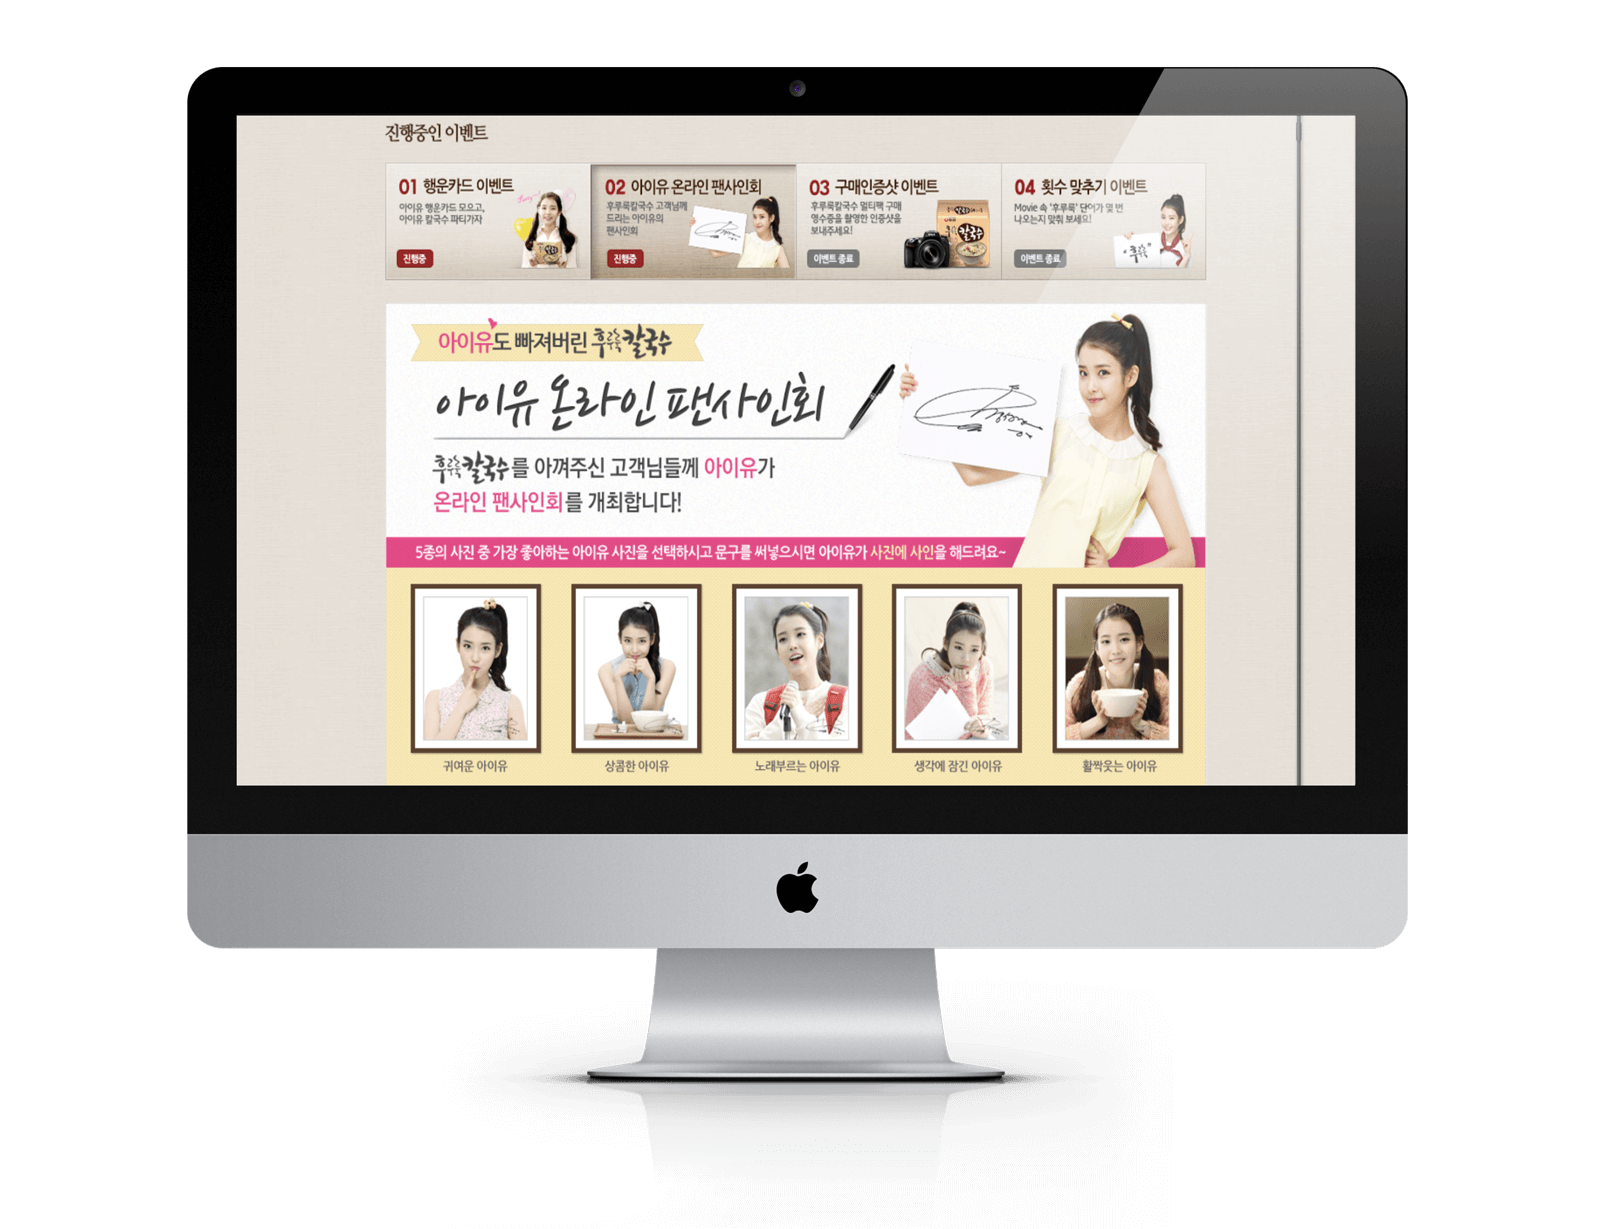 진행중인 이벤트
01 행운카드 이벤트
아이유 행운카드 모으고,
아이유 칼국수 파티가자
진행중
02 아이유 온라인 팬사인회
후루룩칼국수 고객님께
드리는 아이유의
팬사인회
진행중
03 구매인증샷 이벤트
후루룩칼국수 멀티팩 구매
영수증을 촬영한 인증샷을
보내주세요!
이벤트 종료
칼국수
04 횟수 맞추기 이벤트
Movie 속 '후루룩' 단어가 몇 번
나오는지 맞춰 보세요!
이벤트 종료
"후루룩"
아이유도 빠져버린 후루룩칼국수
아이유 온라인 팬사인회
후루룩칼국수를 아껴주신 고객님들께 아이유가
온라인 팬사인회를 개최합니다!
5종의 사진 중 가장 좋아하는 아이유 사진을 선택하시고 문구를 써넣으시면 아이유가 사진에 사인을 해드려요~
귀여운 아이유
상콤한 아이유
노래부르는 아이유
생각에 잠긴 아이유
활짝웃는 아이유